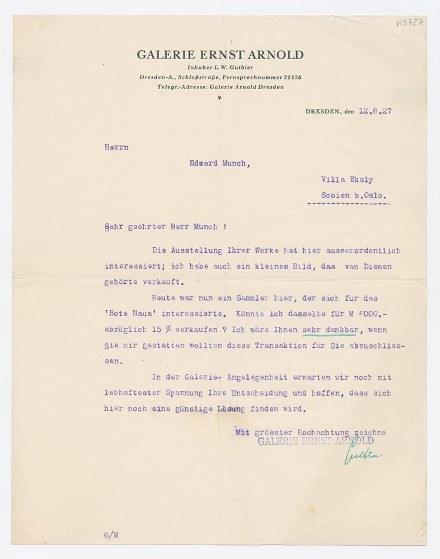 K3727
GALERIE ERNST ARNOLD
Inhaber L. W. Gutbier
Dresden-A., Schloßstraße, Fernsprechnummer 21156
Telegr.-Adresse: Galerie Arnold Dresden
DRESDEN, den 12.8.27
Herrn
Edward Munch,
Villa Ekely
Scoien b.Oslo.
Sehr geehrter Herr Munch !
Die Ausstellung Ihrer Werke hat hier ausserordentlich
interessiert; ich habe auch ein kleines Bild, das van Diemen
gehörte verkauft.
Heute war nun ein Sammler hier, der sich für das
'Rote Haus' interessierte. Könnte ich dasselbe für M 8000.-
abzüglich 15 % verkaufen ? Ich wäre Ihnen sehr dankbar, wenn
Sie mir gestatten wollten diese Transaktion für Sie abzuschlies-
sen.
In der Galerie- Angelegenheit erwarten wir noch mit
lebhaftester Spannung Ihre Entscheidung und hoffen, dass sich
hier noch eine günstige Lösung finden wird.
Mit grösster Hochachtung zeichne
GALERIE ERNST ARNOLD
Gutbier
G/M